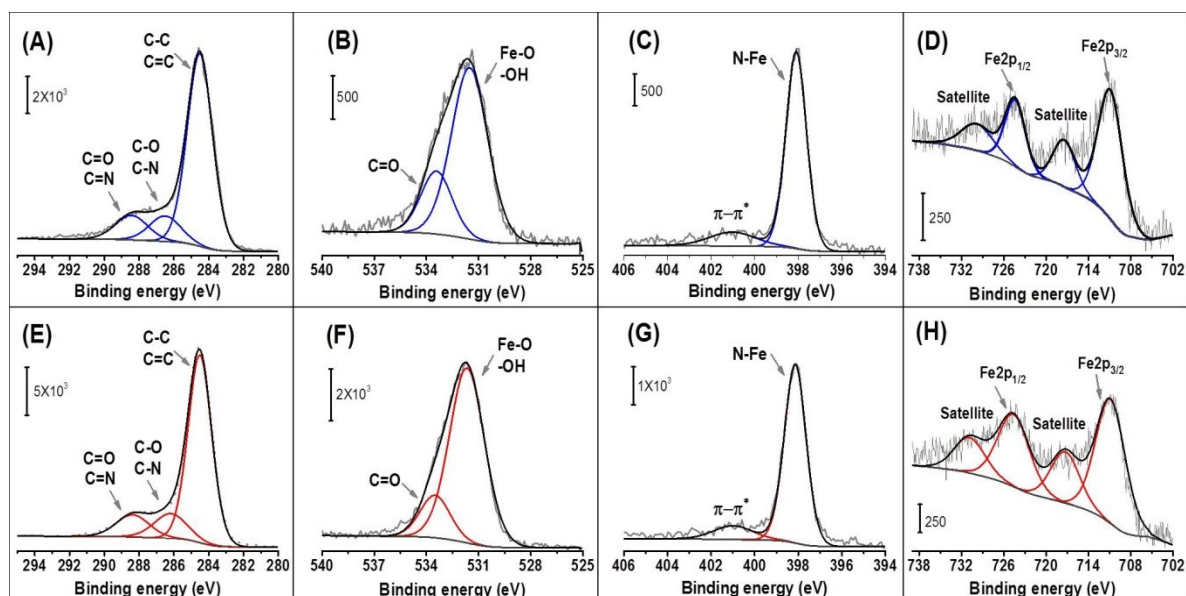 (A)
C-C
C=C
2X10³
C=O
C=N
C-O
C-N
294 292 290 288 286 284 282 280
Binding energy (eV)
(B)
Fe-O
-OH
500
C=O
540 537 534 531 528 525
Binding energy (eV)
(C)
N-Fe
500
π−π*
406 404 402 400 398 396 394
Binding energy (eV)
(D)
Fe2p₁/₂
Fe2p₃/₂
Satellite
Satellite
250
738 732 726 720 714 708 702
Binding energy (eV)
(E)
C-C
C=C
5X10³
C=O
C=N
C-O
C-N
294 292 290 288 286 284 282 280
Binding energy (eV)
(F)
Fe-O
-OH
2X10³
C=O
540 537 534 531 528 525
Binding energy (eV)
(G)
N-Fe
1X10³
π−π*
406 404 402 400 398 396 394
Binding energy (eV)
(H)
Fe2p₁/₂
Fe2p₃/₂
Satellite
Satellite
250
738 732 726 720 714 708 702
Binding energy (eV)